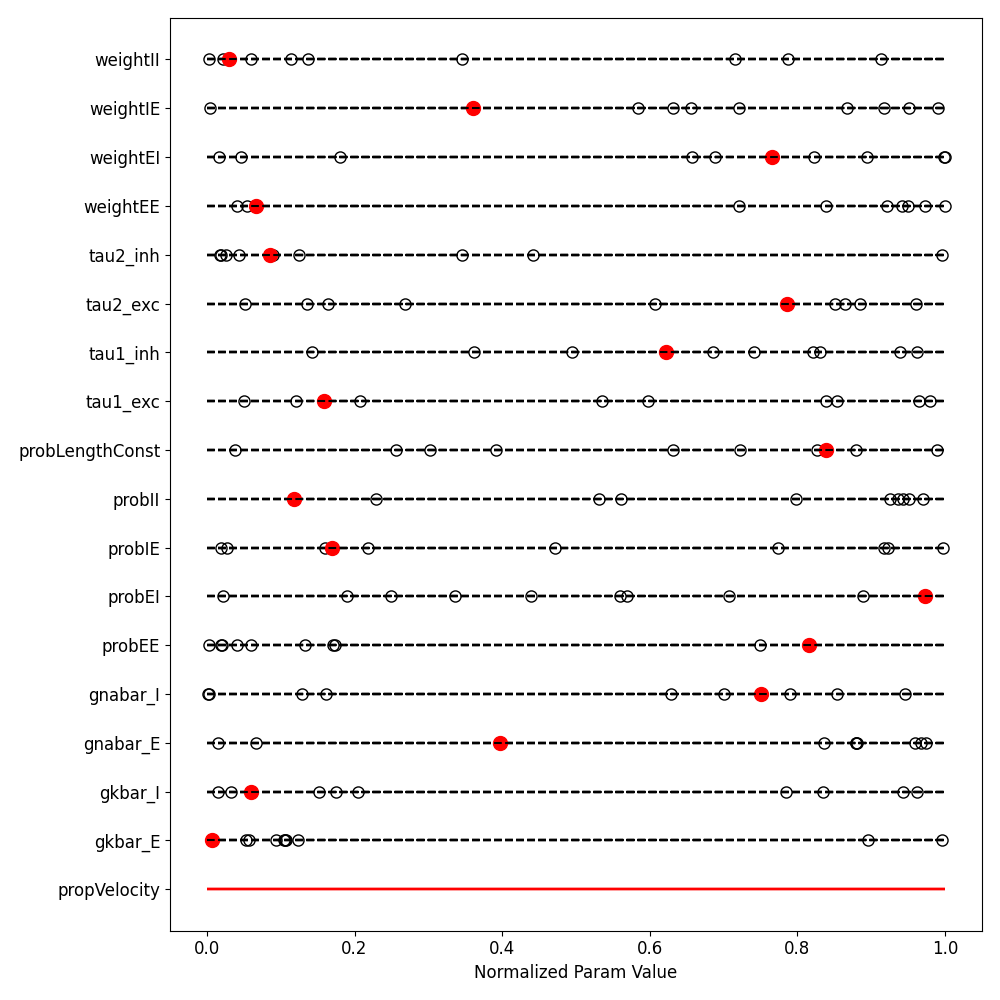 weightII
weightIE
weightEI
weightEE
tau2_inh
tau2_exc
tau1_inh
tau1_exc
probLengthConst
probII
probIE
probEI
probEE
gnabar_I
gnabar_E
gkbar_I
gkbar_E
propVelocity
0.0 0.2 0.4 0.6 0.8 1.0
Normalized Param Value